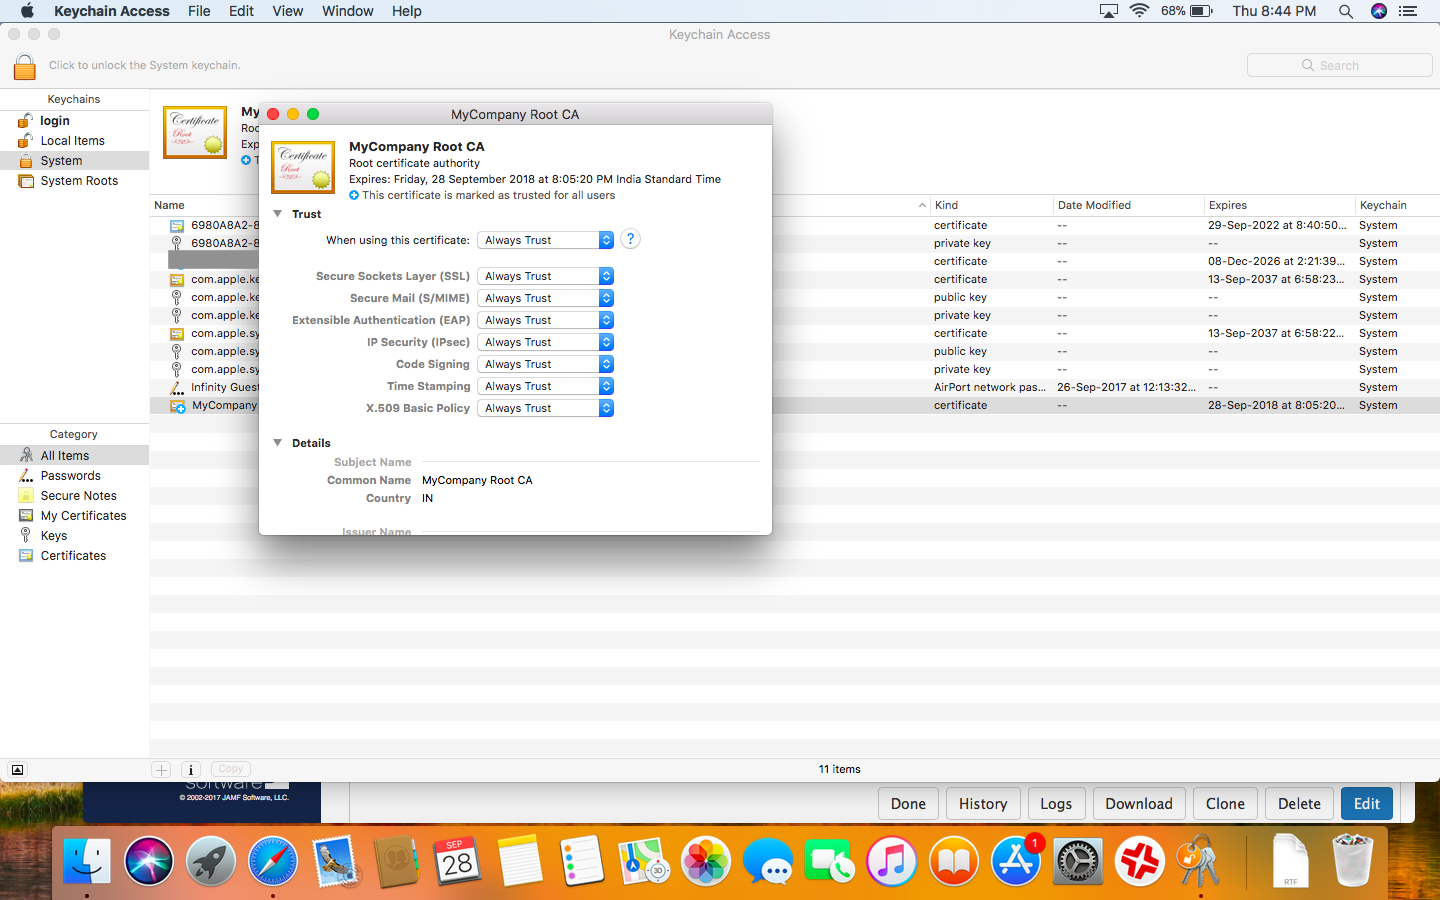 Keychain Access File Edit View Window Help 68% Thu 8:44 PM
Keychain Access
Click to unlock the System keychain.
Search
Keychains
login
Local Items
System
System Roots
Category
All Items
Passwords
Secure Notes
My Certificates
Keys
Certificates
My
Roo
Exp
T
Name Kind Date Modified Expires Keychain
6980A8A2-8 certificate -- 29-Sep-2022 at 8:40:50... System
6980A8A2-8 private key -- -- System
certificate -- 08-Dec-2026 at 2:21:39... System
com.apple.ke certificate -- 13-Sep-2037 at 6:58:23... System
com.apple.ke public key -- -- System
com.apple.ke private key -- -- System
com.apple.sy certificate -- 13-Sep-2037 at 6:58:22... System
com.apple.sy public key -- -- System
com.apple.sy private key -- -- System
Infinity Guest AirPort network pas... 26-Sep-2017 at 12:13:32... -- System
MyCompany certificate -- 28-Sep-2018 at 8:05:20... System
MyCompany Root CA
Certificate
Root
MyCompany Root CA
Root certificate authority
Expires: Friday, 28 September 2018 at 8:05:20 PM India Standard Time
This certificate is marked as trusted for all users
Trust
When using this certificate: Always Trust ?
Secure Sockets Layer (SSL) Always Trust
Secure Mail (S/MIME) Always Trust
Extensible Authentication (EAP) Always Trust
IP Security (IPsec) Always Trust
Code Signing Always Trust
Time Stamping Always Trust
X.509 Basic Policy Always Trust
Details
Subject Name
Common Name MyCompany Root CA
Country IN
Issuer Name
Certificate
Root
Copy
11 items
software
© 2002-2017 JAMF Software, LLC.
Done History Logs Download Clone Delete Edit
SEP
28
3D
1
RTF